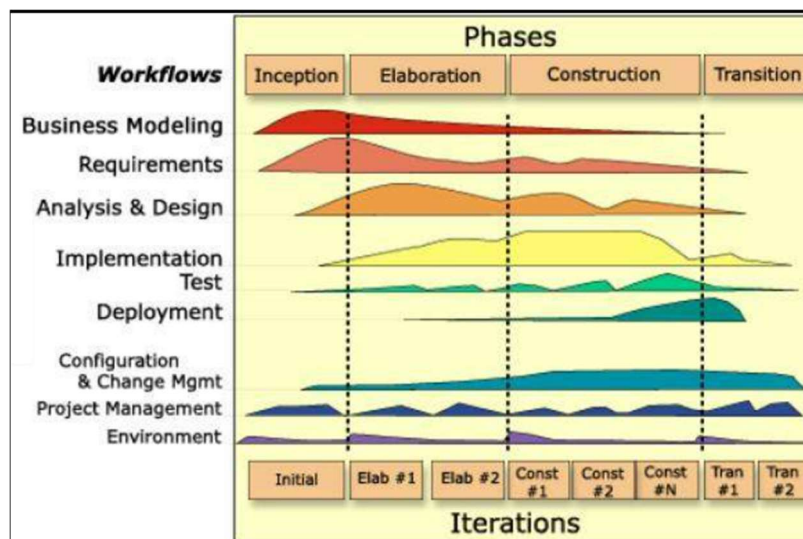 Phases
Workflows
Inception
Elaboration
Construction
Transition
Business Modeling
Requirements
Analysis & Design
Implementation
Test
Deployment
Configuration
& Change Mgmt
Project Management
Environment
Initial
Elab #1
Elab #2
Const
#1
Const
#2
Const
#N
Tran
#1
Tran
#2
Iterations